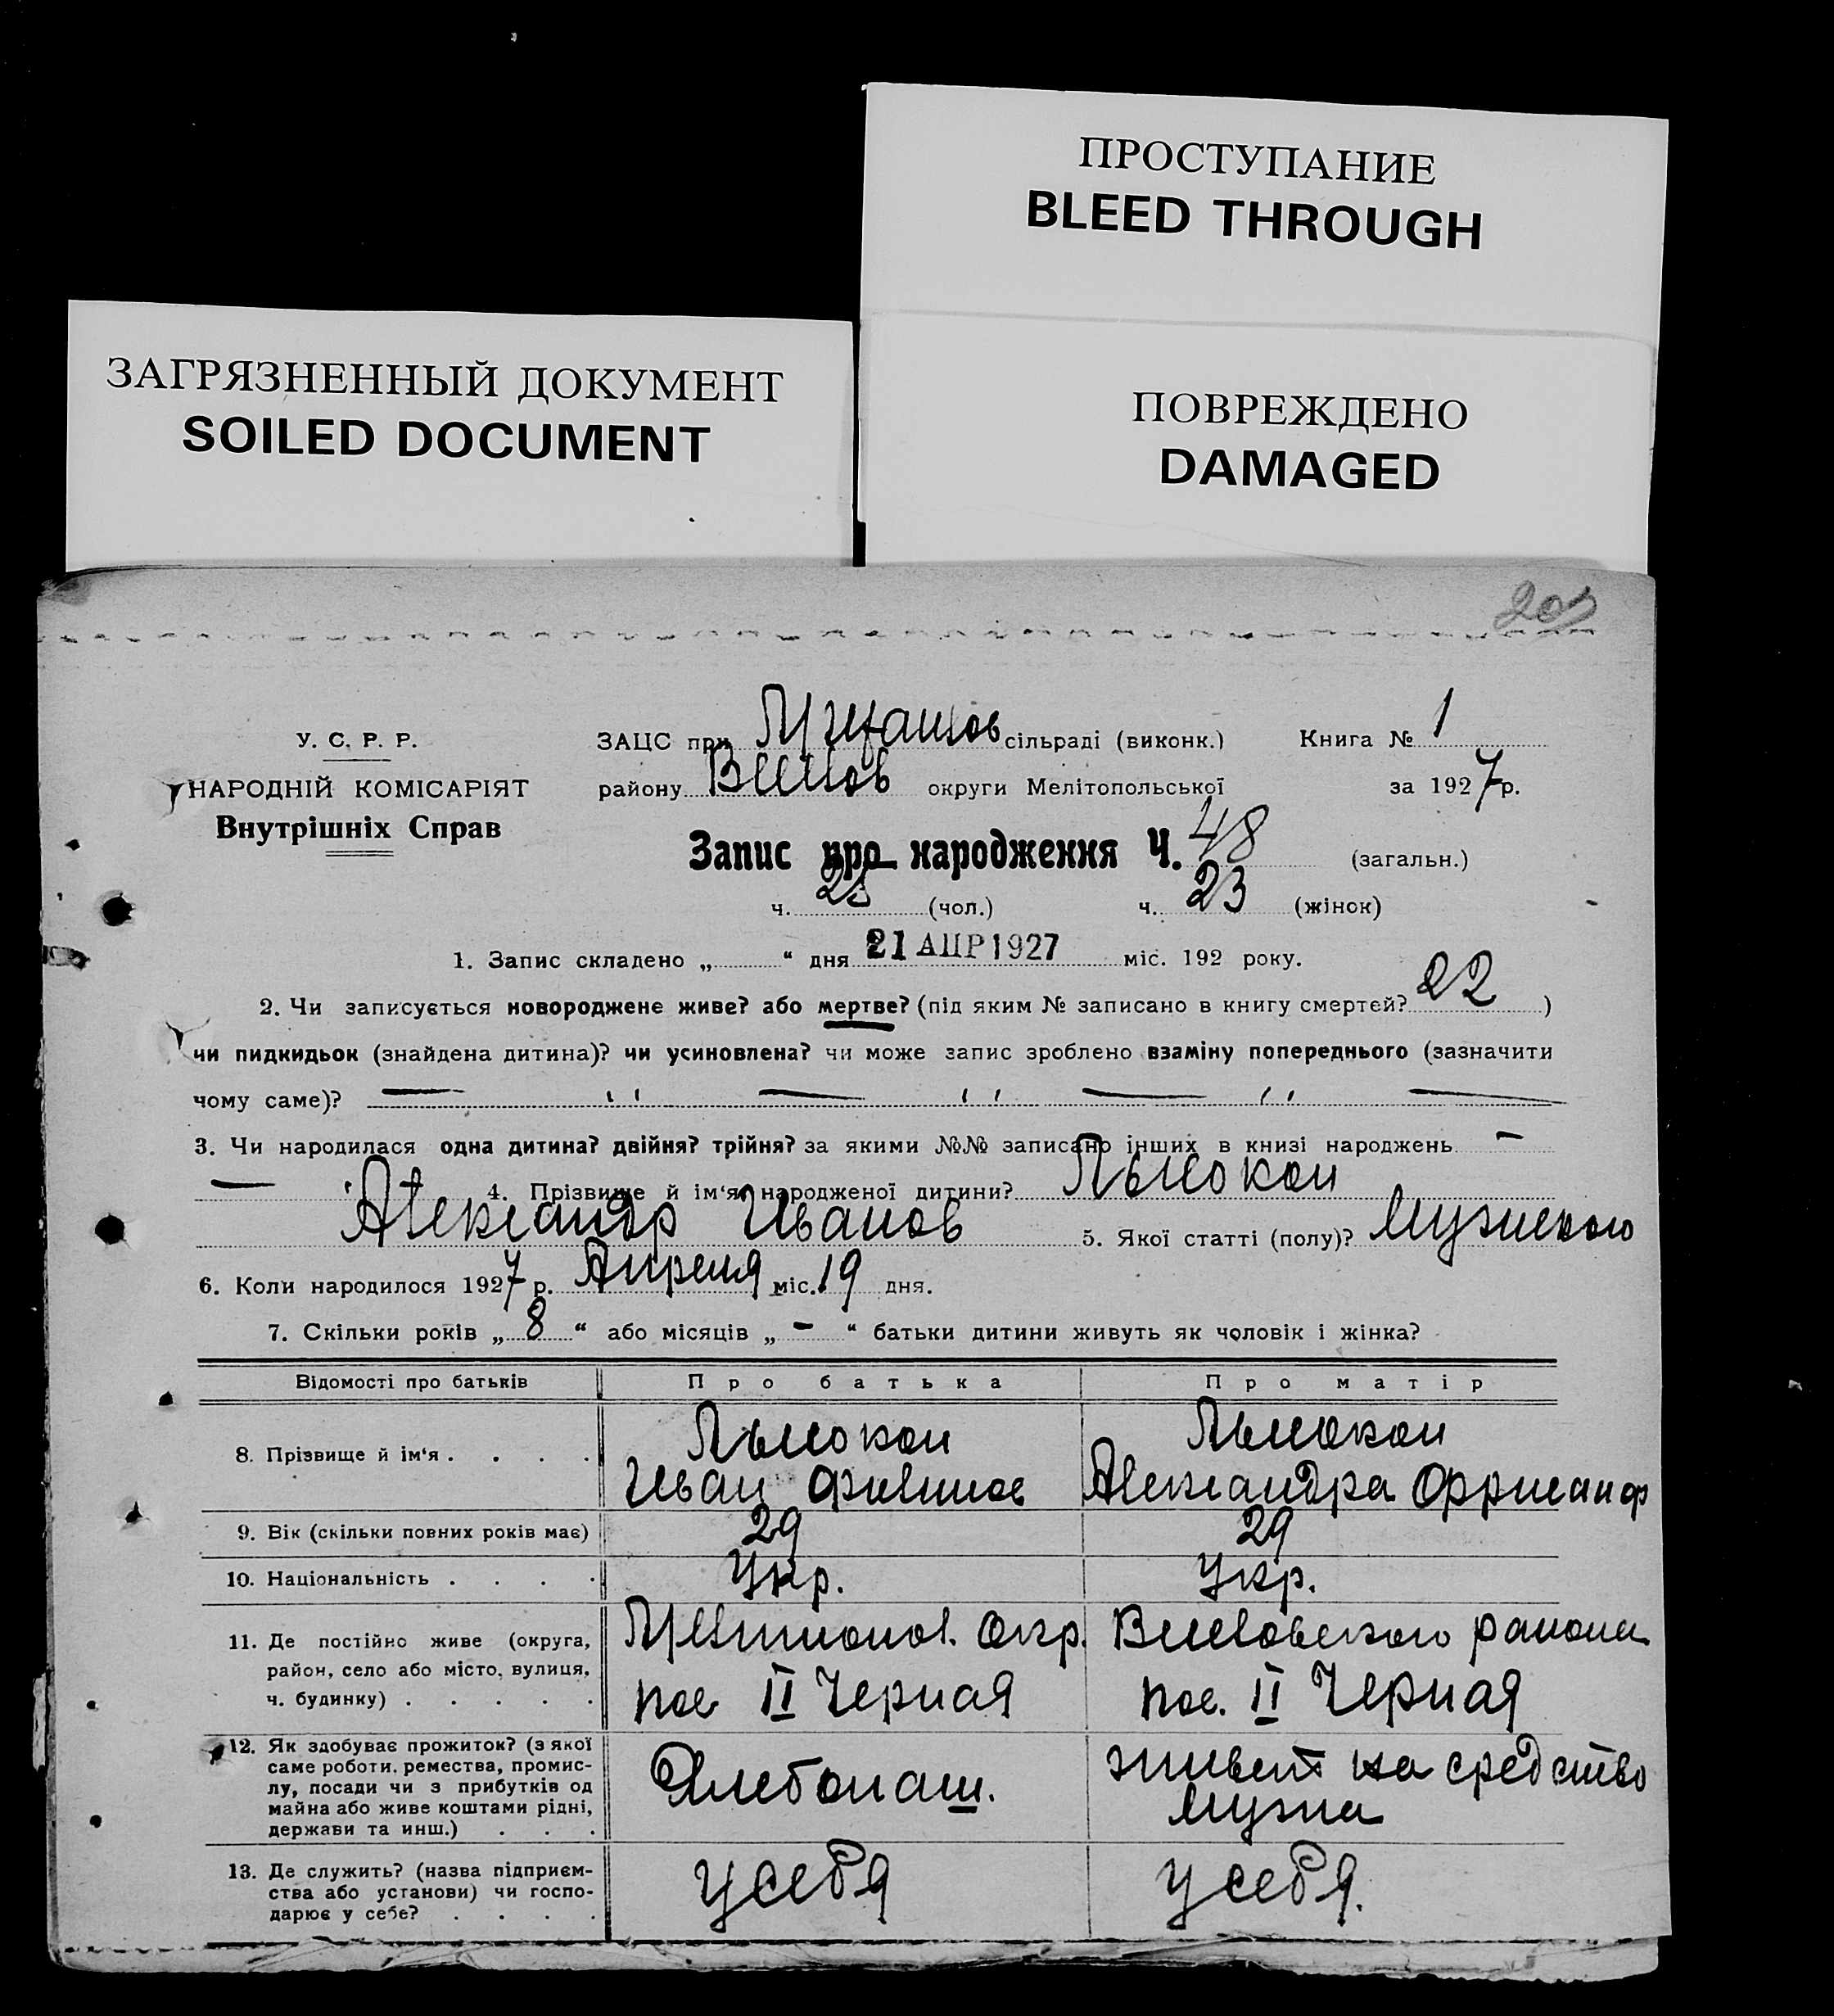 ПРОСТУПАНИЕ
BLEED THROUGH
ЗАГРЯЗНЕННЫЙ ДОКУМЕНТ
SOILED DOCUMENT
ПОВРЕЖДЕНО
DAMAGED
У. С. Р. Р.
НАРОДНІЙ КОМІСАРІЯТ
Внутрішніх Справ
ЗАЦС при сільраді (виконк.) Книга № 1
району округи Мелітопольської за 1927 р.
Запис про народження Ч. 48 (загальн.)
ч. 25 (чол.) ч. 23 (жінок)
1. Запис складено „ “ дня 21 АПР 1927 міс. 192 року.
2. Чи записується новороджене живе? або мертве? (під яким № записано в книгу смертей? 22 )
чи пидкидьок (знайдена дитина)? чи усиновлена? чи може запис зроблено взаміну попереднього (зазначити
чому саме)? — „ — „ — „ —
3. Чи народилася одна дитина? двійня? трійня? за якими №№ записано інших в книзі народжень —
— 4. Прізвище й ім‘я народженої дитини?
Александр Иванов 5. Якої статті (полу)? Мужского
6. Коли народилося 1927 р. Апреля міс. 19 дня.
7. Скільки років „ 8 “ або місяців „ - “ батьки дитини живуть як чоловік і жінка?
Відомості про батьків Про батька Про матір
8. Прізвище й ім‘я . . . .
Иван Филипов Александра
9. Вік (скільки повних років має) 29 29
10. Національність . . . . Укр. Укр.
11. Де постійно живе (округа, район, село або місто, вулиця, ч. будинку) . . . . .
Окр. района
пос II Черная пос. II Черная
12. Як здобуває прожиток? (з якої саме роботи, ремества, промислу, посади чи з прибутків од майна або живе коштами рідні, держави та инш.) . . .
Хлебопаш. живет на средство
мужа
13. Де служить? (назва підприємства або установи) чи господарює у себе? . . . .
у себя у себя.